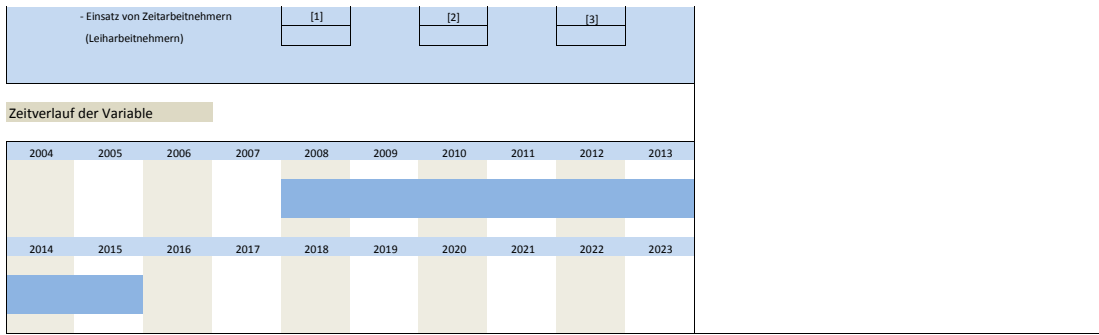 - Einsatz von Zeitarbeitnehmern [1] [2] [3]
(Leiharbeitnehmern)
Zeitverlauf der Variable
2004 2005 2006 2007 2008 2009 2010 2011 2012 2013
2014 2015 2016 2017 2018 2019 2020 2021 2022 2023